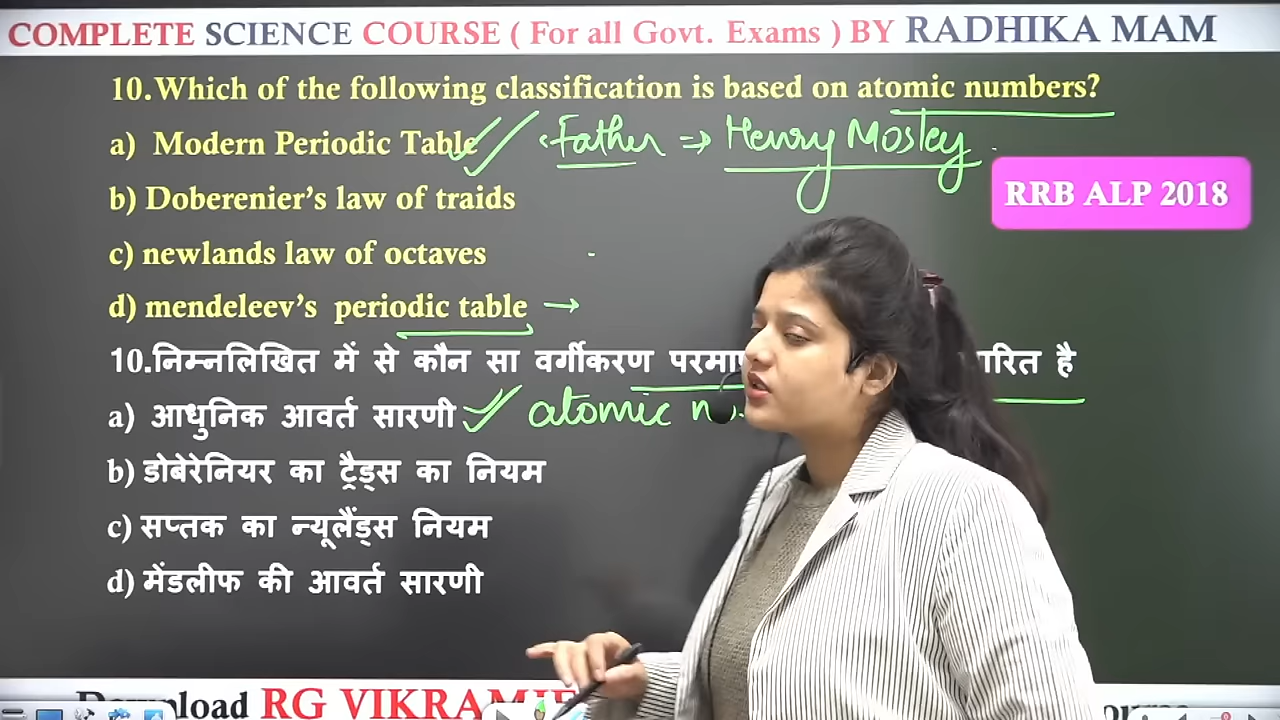 COMPLETE SCIENCE COURSE ( For all Govt. Exams ) BY RADHIKA MAM
10.Which of the following classification is based on atomic numbers?
a) Modern Periodic Table Father => Henry Mosley
b) Doberenier's law of traids
RRB ALP 2018
c) newlands law of octaves
d) mendeleev's periodic table →
10.निम्नलिखित में से कौन सा वर्गीकरण है
a) आधुनिक आवर्त सारणी atomic
b) डोबेरेनियर का ट्रैड्स का नियम
c) सप्तक का न्यूलैंड्स नियम
d) मेंडलीफ की आवर्त सारणी
Download RG